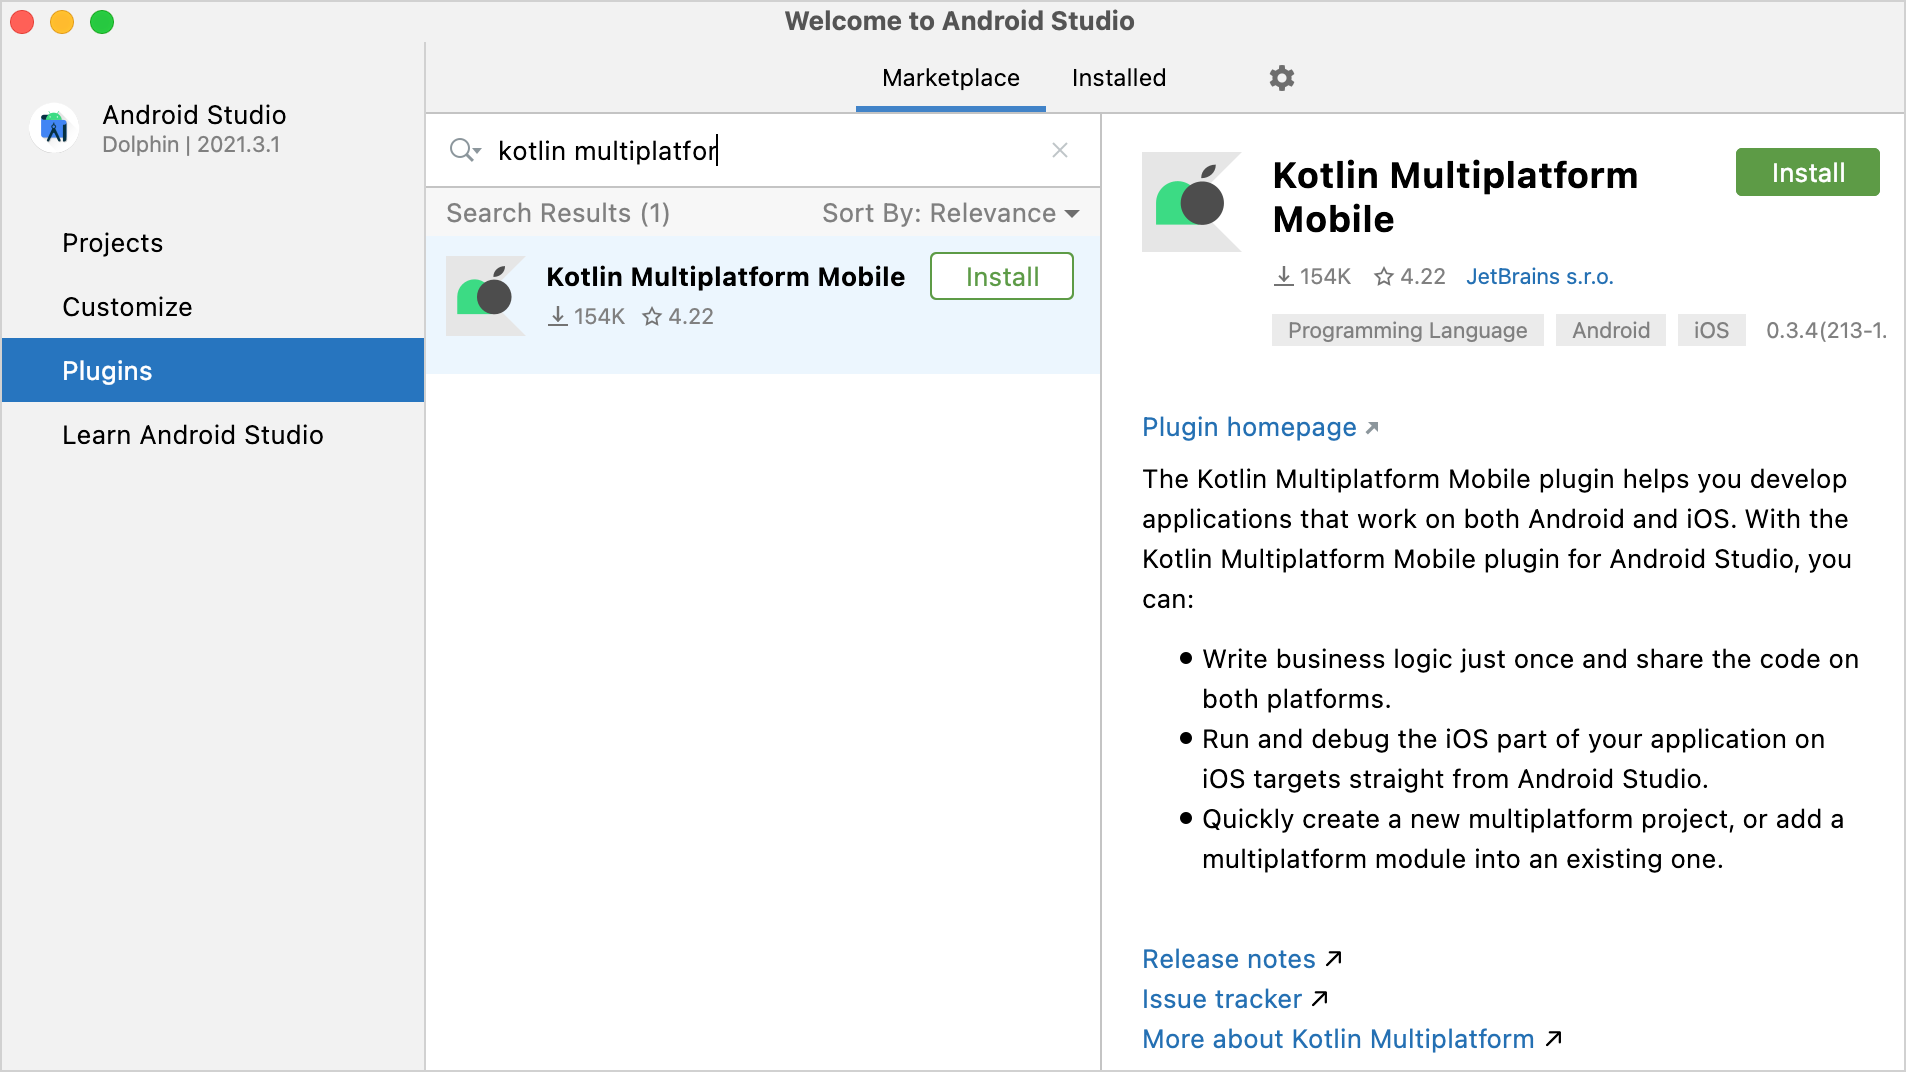 Welcome to Android Studio
Android Studio
Dolphin | 2021.3.1
Projects
Customize
Plugins
Learn Android Studio
Marketplace Installed
kotlin multiplatfor
Search Results (1) Sort By: Relevance
Kotlin Multiplatform Mobile Install
154K 4.22
Kotlin Multiplatform Install
Mobile
154K 4.22 JetBrains s.r.o.
Programming Language Android iOS 0.3.4(213-1.
Plugin homepage
The Kotlin Multiplatform Mobile plugin helps you develop
applications that work on both Android and iOS. With the
Kotlin Multiplatform Mobile plugin for Android Studio, you
can:
Write business logic just once and share the code on
both platforms.
Run and debug the iOS part of your application on
iOS targets straight from Android Studio.
Quickly create a new multiplatform project, or add a
multiplatform module into an existing one.
Release notes
Issue tracker
More about Kotlin Multiplatform